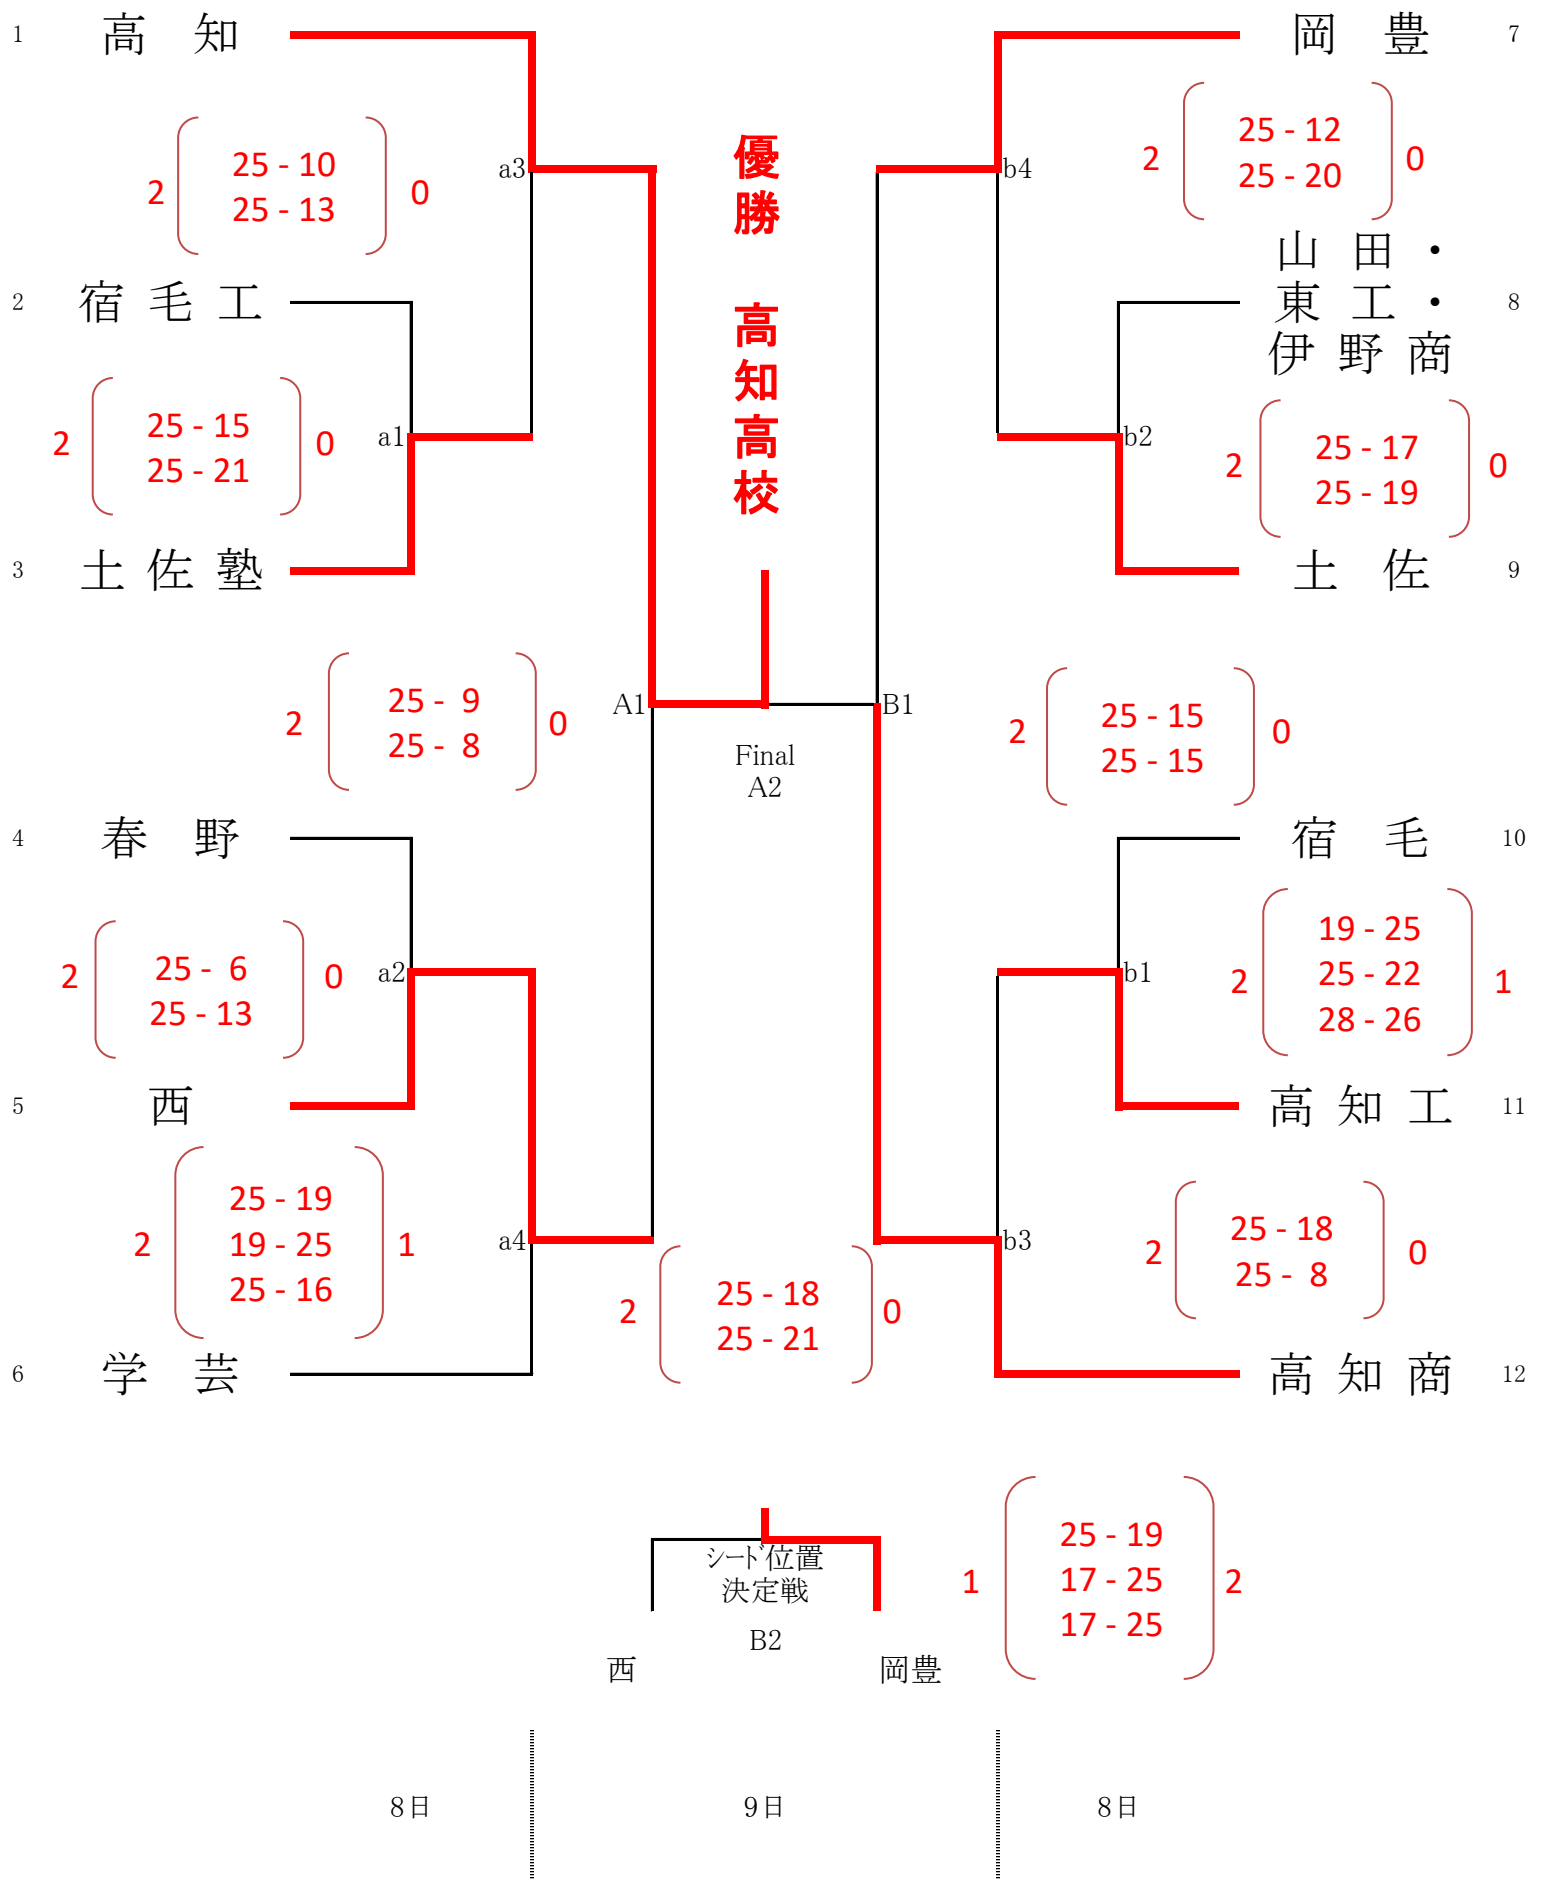 1 高 知
岡 豊 7
25 - 10
25 - 13
2 0
a3
優勝 高知高校
b4
25 - 12
25 - 20
2 0
2 宿 毛 工
山 田 ・
東 工 ・
伊 野 商
8
25 - 15
25 - 21
2 0
a1
b2
25 - 17
25 - 19
2 0
3 土 佐 塾
土 佐 9
25 - 9
25 - 8
2 0
A1
B1
Final
A2
25 - 15
25 - 15
2 0
4 春 野
宿 毛 10
25 - 6
25 - 13
2 0
a2
b1
19 - 25
25 - 22
28 - 26
2 1
5 西
高 知 工 11
25 - 19
19 - 25
25 - 16
2 1
a4
25 - 18
25 - 21
2 0
b3
25 - 18
25 - 8
2 0
6 学 芸
高 知 商 12
シード位置
決定戦
B2
西
岡豊
25 - 19
17 - 25
17 - 25
1 2
8日
9日
8日